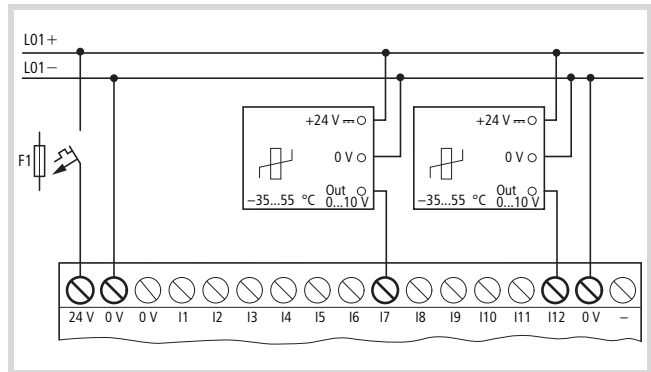 L01+
L01−
+24 V ⎓
+24 V ⎓
F1
0 V
0 V
Out
Out
−35...55 °C 0...10 V
−35...55 °C 0...10 V
24 V 0 V 0 V I1 I2 I3 I4 I5 I6 I7 I8 I9 I10 I11 I12 0 V –